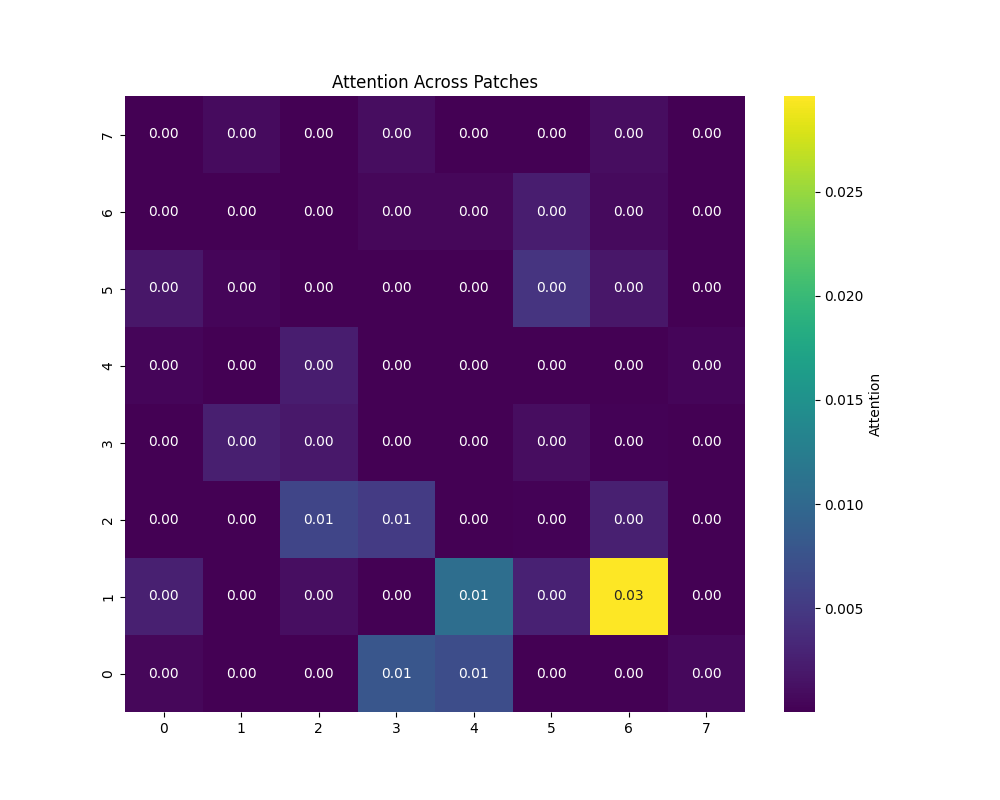 Attention Across Patches
7 0.00 0.00 0.00 0.00 0.00 0.00 0.00 0.00
6 0.00 0.00 0.00 0.00 0.00 0.00 0.00 0.00
5 0.00 0.00 0.00 0.00 0.00 0.00 0.00 0.00
4 0.00 0.00 0.00 0.00 0.00 0.00 0.00 0.00
3 0.00 0.00 0.00 0.00 0.00 0.00 0.00 0.00
2 0.00 0.00 0.01 0.01 0.00 0.00 0.00 0.00
1 0.00 0.00 0.00 0.00 0.01 0.00 0.03 0.00
0 0.00 0.00 0.00 0.01 0.01 0.00 0.00 0.00
0 1 2 3 4 5 6 7
0.025
0.020
0.015
0.010
0.005
Attention